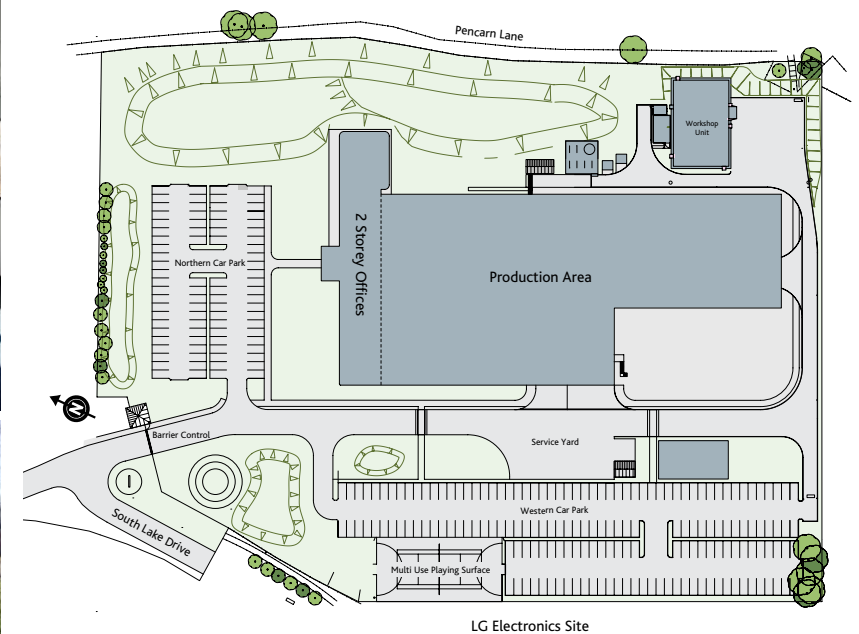 Pencarn Lane
Workshop
Unit
2 Storey Offices
Northern Car Park
Production Area
N
Barrier Control
Service Yard
Western Car Park
South Lake Drive
Multi Use Playing Surface
LG Electronics Site